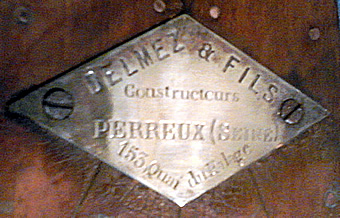 DELMEZ & FILS
Constructeurs
PERREUX (SEINE)
153, Quai